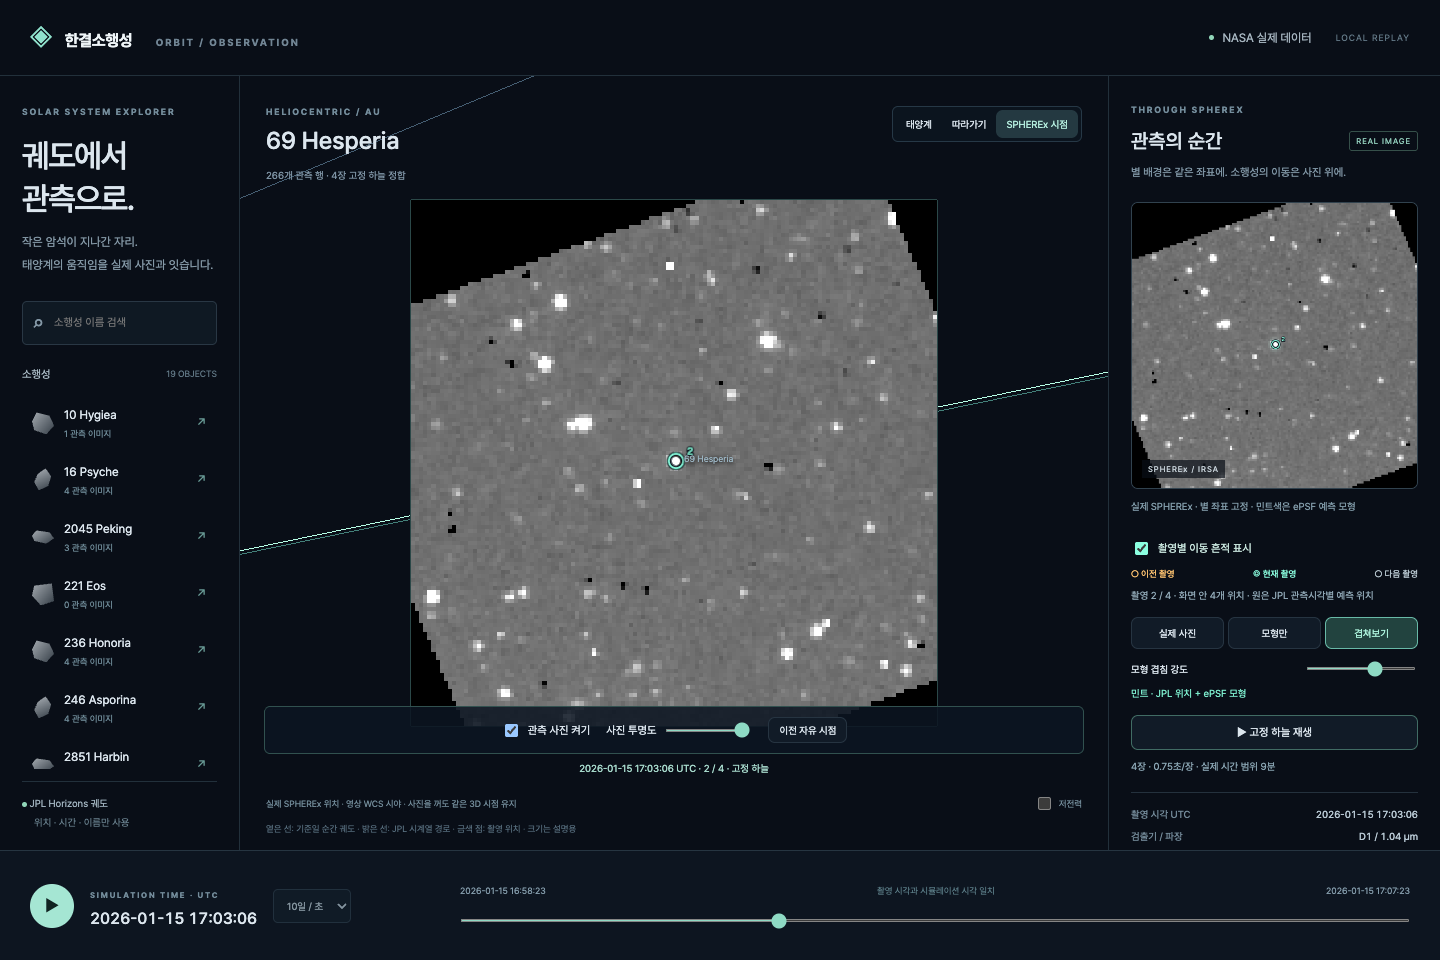 한결소행성
ORBIT / OBSERVATION
NASA 실제 데이터
LOCAL REPLAY
SOLAR SYSTEM EXPLORER
궤도에서
관측으로.
작은 암석이 지나간 자리.
태양계의 움직임을 실제 사진과 잇습니다.
소행성 이름 검색
소행성
19 OBJECTS
10 Hygiea
1 관측 이미지
16 Psyche
4 관측 이미지
2045 Peking
3 관측 이미지
221 Eos
0 관측 이미지
236 Honoria
4 관측 이미지
246 Asporina
4 관측 이미지
2851 Harbin
JPL Horizons 궤도
위치 · 시간 · 이름만 사용
HELIOCENTRIC / AU
69 Hesperia
266개 관측 행 · 4장 고정 하늘 정합
태양계
따라가기
SPHEREx 시점
2
69 Hesperia
관측 사진 켜기
사진 투명도
이전 자유 시점
2026-01-15 17:03:06 UTC · 2 / 4 · 고정 하늘
실제 SPHEREx 위치 · 영상 WCS 시야 · 사진을 꺼도 같은 3D 시점 유지
저전력
옅은 선: 기준일 순간 궤도 · 밝은 선: JPL 시계열 경로 · 금색 점: 촬영 위치 · 크기는 설명용
THROUGH SPHEREX
관측의 순간
REAL IMAGE
별 배경은 같은 좌표에. 소행성의 이동은 사진 위에.
2
SPHEREx / IRSA
실제 SPHEREx · 별 좌표 고정 · 민트색은 ePSF 예측 모형
촬영별 이동 흔적 표시
이전 촬영
현재 촬영
다음 촬영
촬영 2 / 4 · 화면 안 4개 위치 · 원은 JPL 관측시각별 예측 위치
실제 사진
모형만
겹쳐보기
모형 겹침 강도
민트 · JPL 위치 + ePSF 모형
▶ 고정 하늘 재생
4장 · 0.75초/장 · 실제 시간 범위 9분
촬영 시각 UTC
2026-01-15 17:03:06
검출기 / 파장
D1 / 1.04 µm
SIMULATION TIME · UTC
2026-01-15 17:03:06
10일 / 초
2026-01-15 16:58:23
촬영 시각과 시뮬레이션 시각 일치
2026-01-15 17:07:23